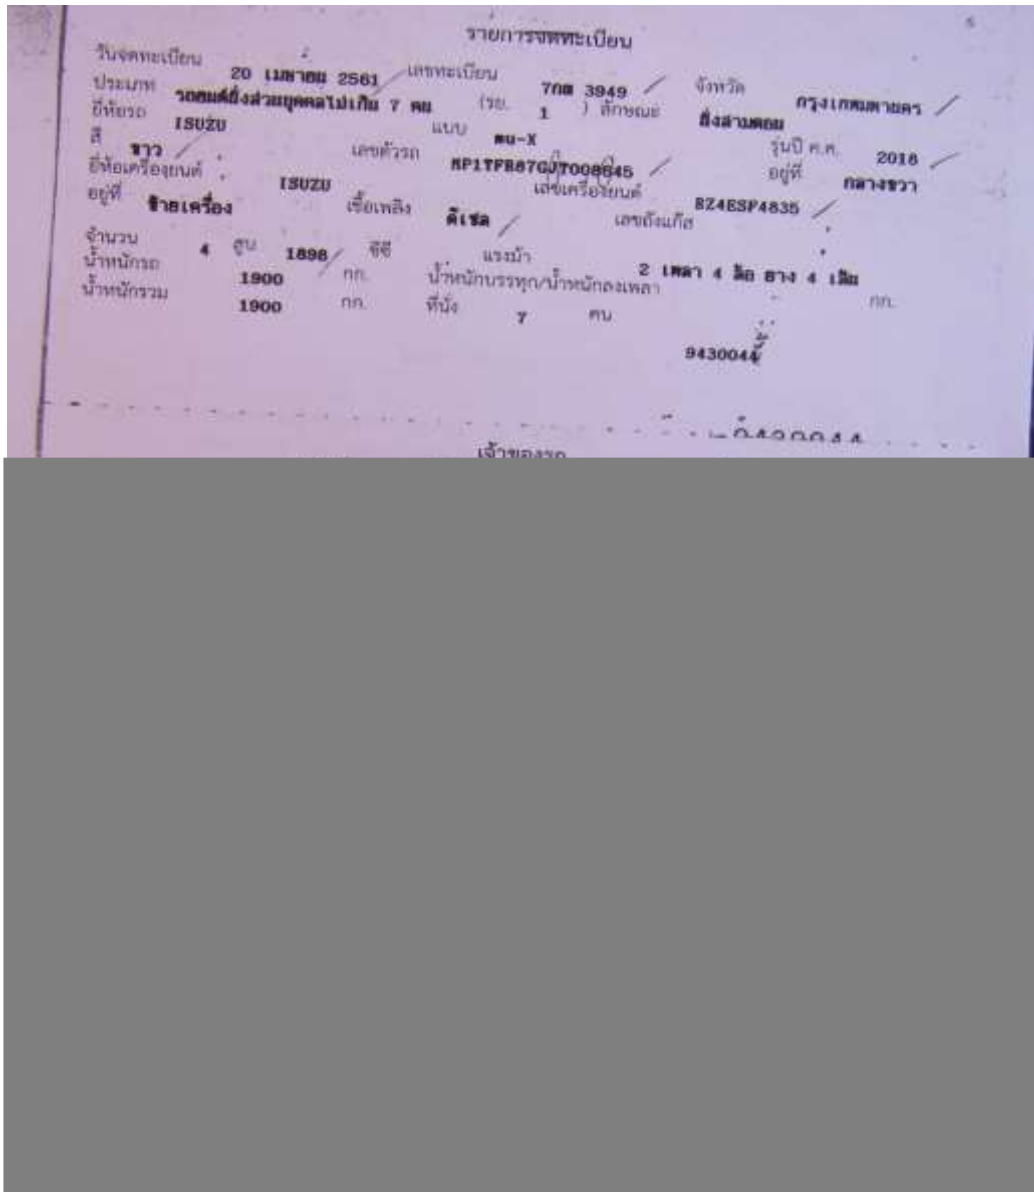 รายการจดทะเบียน
วันจดทะเบียน 20 เมษายน 2561 เลขทะเบียน 7กต 3949 จังหวัด กรุงเทพมหานคร
ประเภท รถยนต์นั่งส่วนบุคคลไม่เกิน 7 คน (รย. 1 ) ลักษณะ นั่งสามตอน
ยี่ห้อรถ ISUZU แบบ mu-X รุ่นปี ค.ศ. 2018
สี ขาว เลขตัวรถ อยู่ที่ กลางขวา
ยี่ห้อเครื่องยนต์ ISUZU เลขเครื่องยนต์ RZ4ESF4835
อยู่ที่ ซ้ายเครื่อง เชื้อเพลิง ดีเซล เลขถังแก๊ส
จำนวน 4 สูบ 1898 ซีซี แรงม้า 2 เพลา 4 ล้อ ยาง 4 เส้น
น้ำหนักรถ 1900 กก. น้ำหนักบรรทุก/น้ำหนักลงเพลา กก.
น้ำหนักรวม 1900 กก. ที่นั่ง 7 คน
9430044
เจ้าของรถ